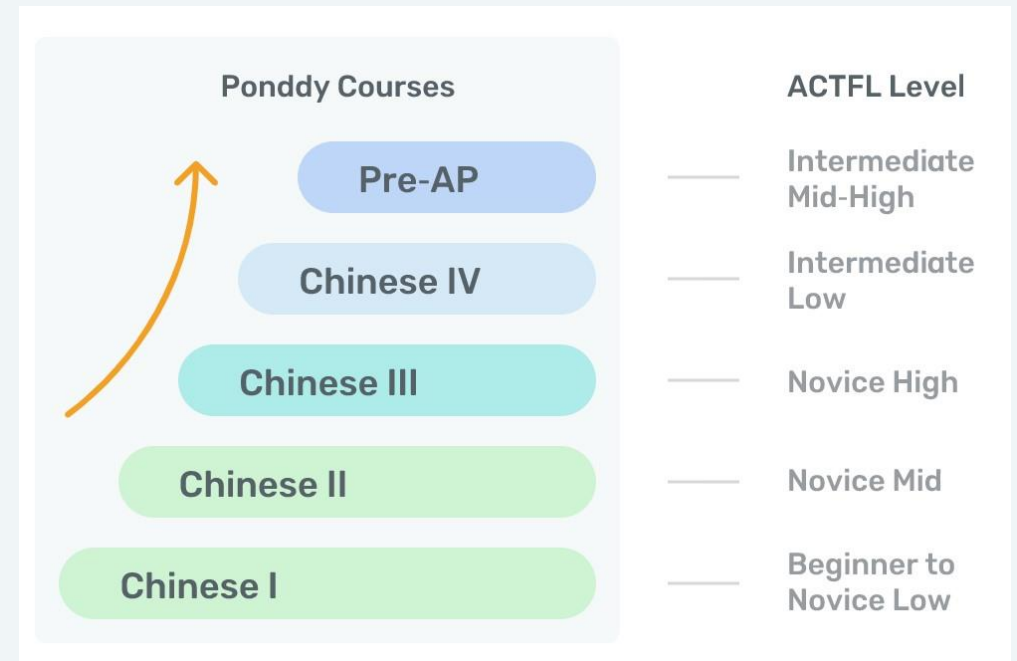 Ponddy Courses
ACTFL Level
Pre-AP
Intermediate
Mid-High
Chinese IV
Intermediate
Low
Chinese III
Novice High
Chinese II
Novice Mid
Chinese I
Beginner to
Novice Low